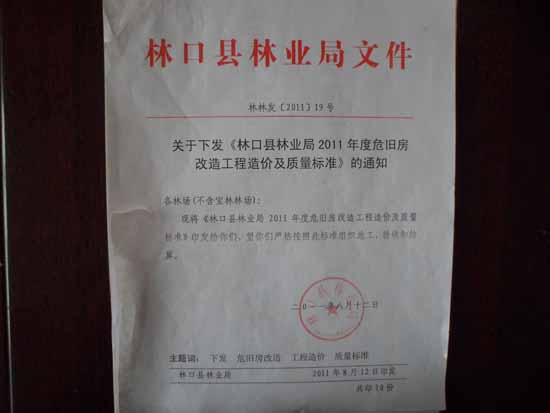 林口县林业局文件
林林发〔2011〕19号
关于下发《林口县林业局2011年度危旧房
改造工程造价及质量标准》的通知
各林场(不含宝林林场)：
现将《林口县林业局2011年度危旧房改造工程造价及质量
标准》印发给你们，望你们严格按照此标准组织施工、验收和结
算。
二〇一一年八月十二日
主题词： 下发 危旧房改造 工程造价 质量标准
林口县林业局 2011年8月12日印发
共印19份